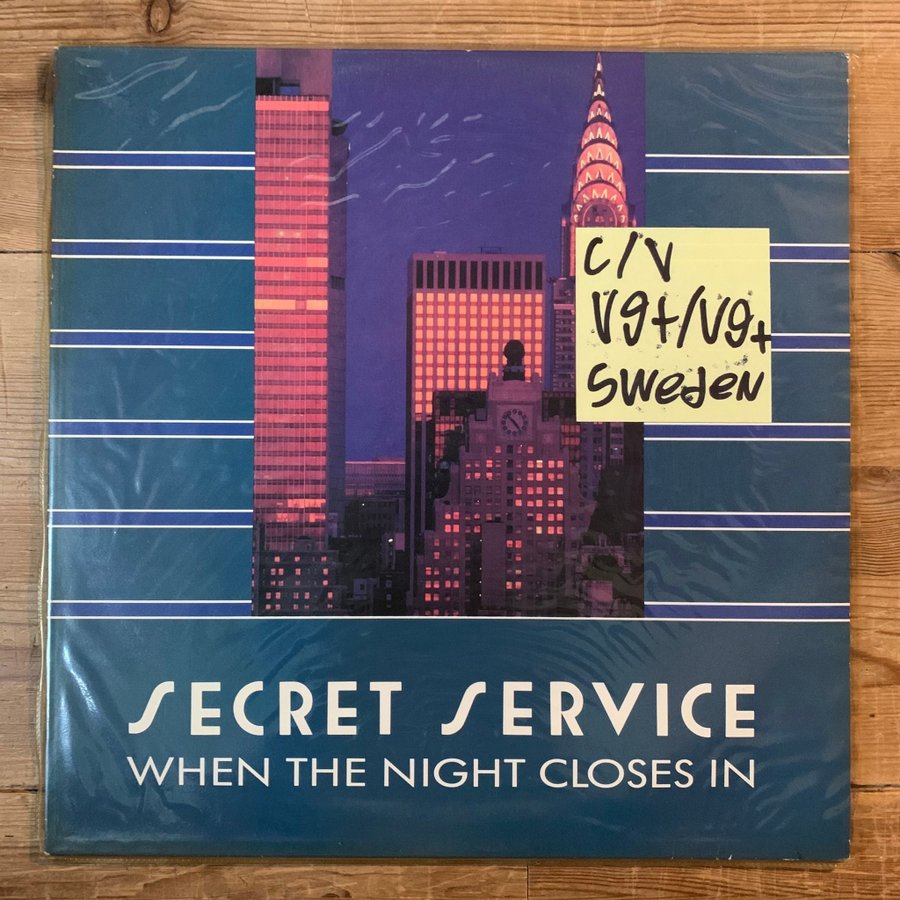 C/V
Vg+/Vg+
Sweden
SECRET SERVICE
WHEN THE NIGHT CLOSES IN